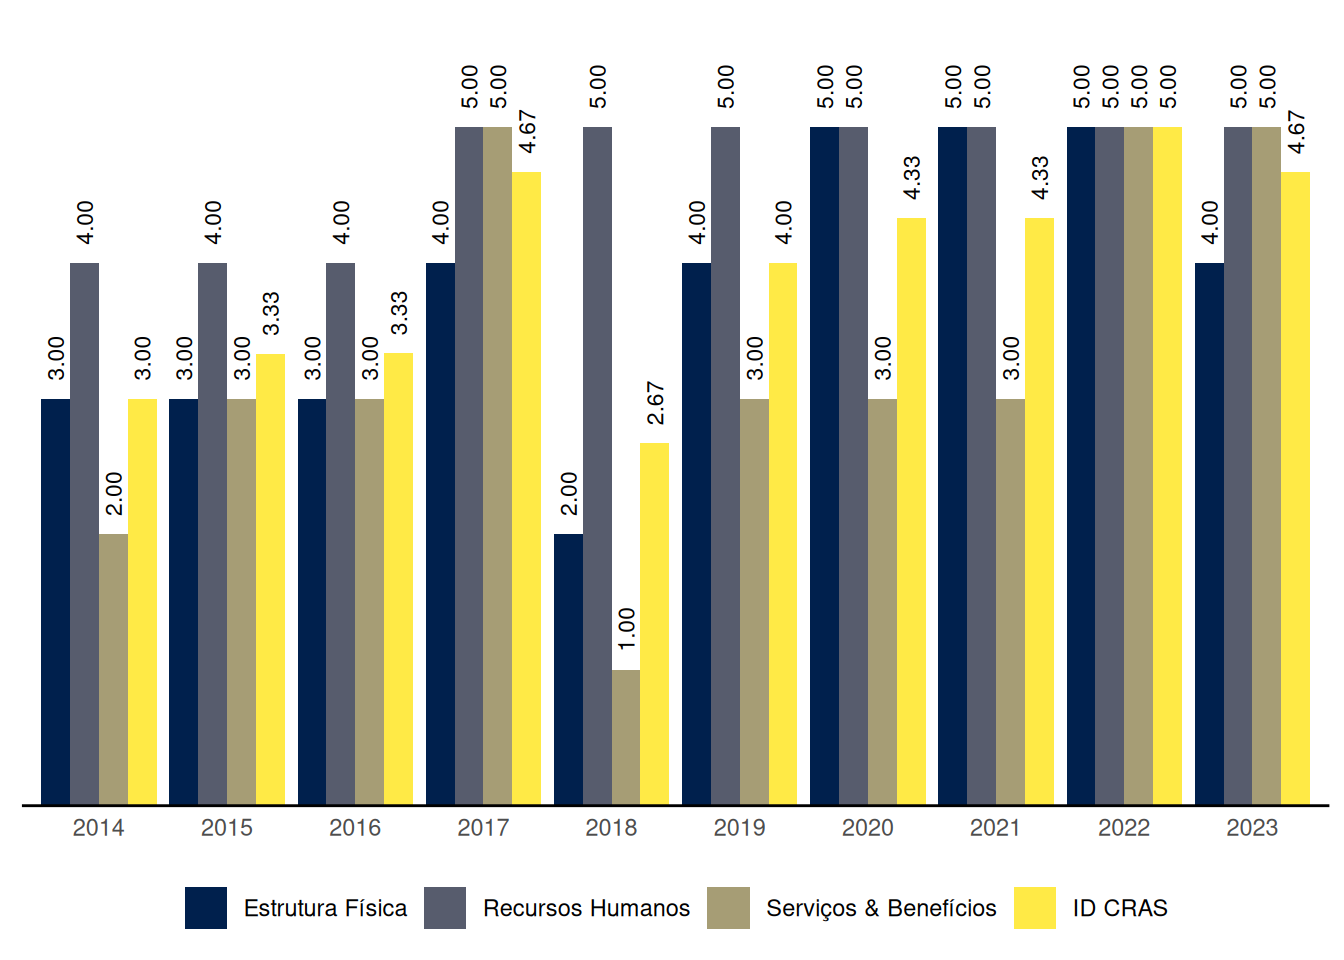 5.00 5.00 5.00 5.00 5.00 5.00 5.00 5.00 5.00 5.00 5.00 5.00 5.00 5.00
4.67 4.67
4.33 4.33
4.00 4.00 4.00 4.00 4.00 4.00 4.00
3.33 3.33
3.00 3.00 3.00 3.00 3.00 3.00 3.00 3.00 3.00
2.67
2.00 2.00
1.00
2014 2015 2016 2017 2018 2019 2020 2021 2022 2023
Estrutura Física Recursos Humanos Serviços & Benefícios ID CRAS